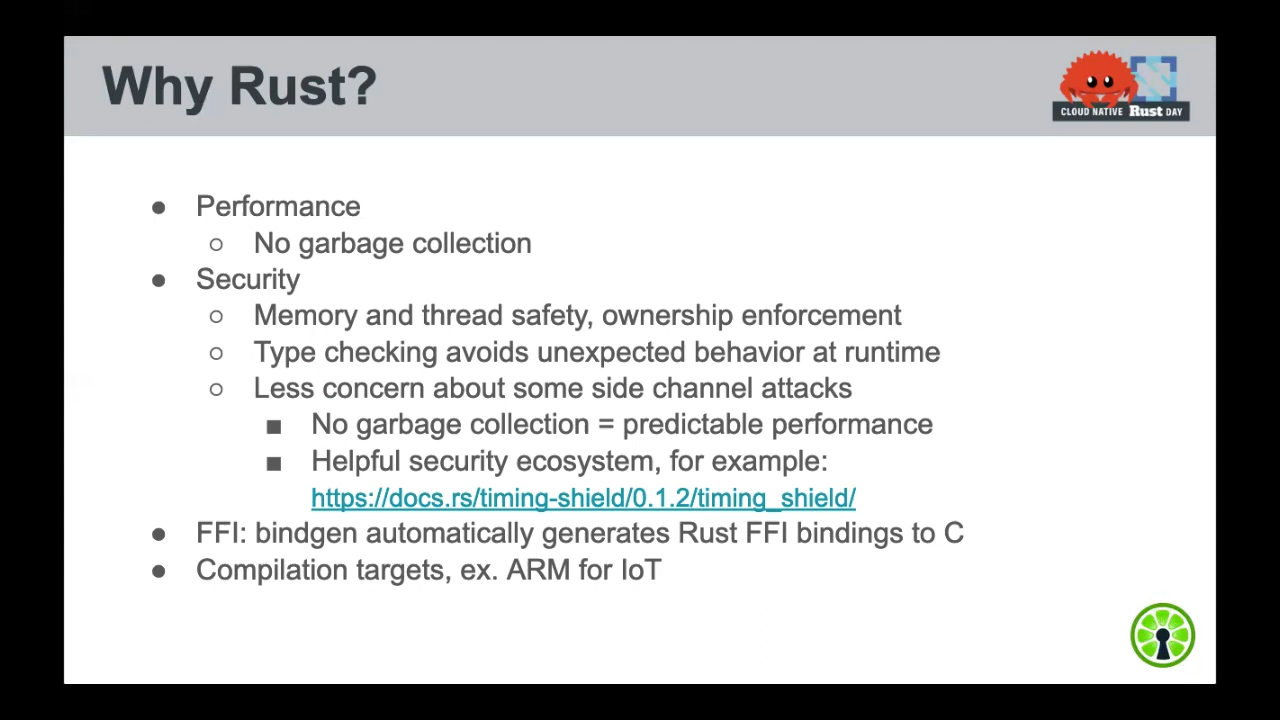 Why Rust?
CLOUD NATIVE Rust DAY
● Performance
○ No garbage collection
● Security
○ Memory and thread safety, ownership enforcement
○ Type checking avoids unexpected behavior at runtime
○ Less concern about some side channel attacks
■ No garbage collection = predictable performance
■ Helpful security ecosystem, for example:
https://docs.rs/timing-shield/0.1.2/timing_shield/
● FFI: bindgen automatically generates Rust FFI bindings to C
● Compilation targets, ex. ARM for IoT